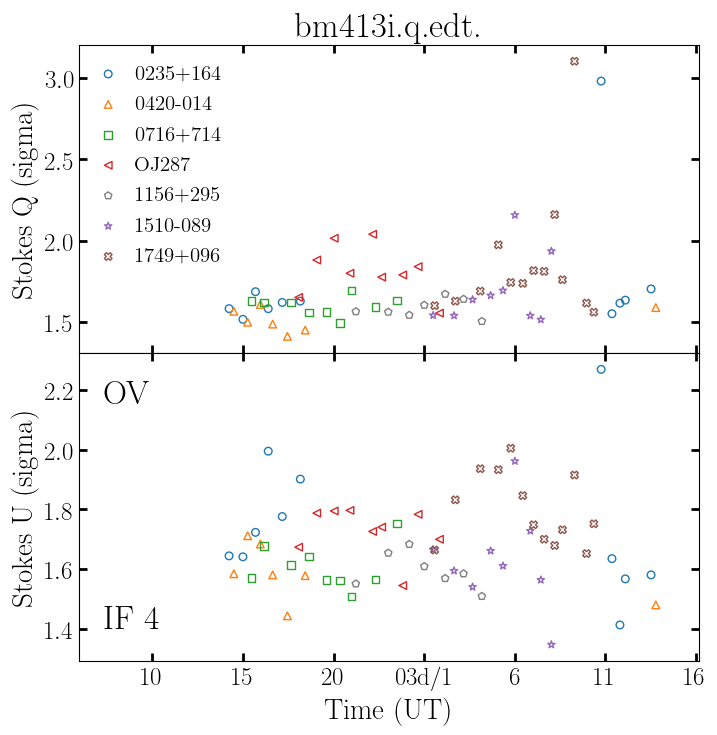 bm413i.q.edt.
Stokes Q (sigma)
3.0
2.5
2.0
1.5
0235+164
0420-014
0716+714
OJ287
1156+295
1510-089
1749+096
Stokes U (sigma)
2.2
2.0
1.8
1.6
1.4
OV
IF 4
10 15 20 03d/1 6 11 16
Time (UT)